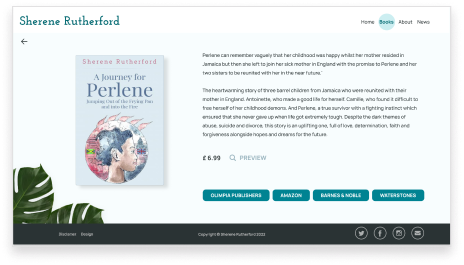 Sherene Rutherford
Home Books About News
Sherene Rutherford
A Journey for
Perlene
Jumping Out of the Frying Pan
and into the Fire
Perlene can remember vaguely that her childhood was happy whilst her mother resided in
Jamaica but then she left to join her sick mother in England with the promise to Perlene and her
two sisters to be reunited with her in the near future.'
The heartwarming story of three barrel children from Jamaica who were reunited with their
mother in England. Antoinette, who made a good life for herself. Camille, who found it difficult to
free herself of her childhood demons. And Perlene, a true survivor with a fighting instinct which
ensured that she never gave up when life got extremely tough. Despite the dark themes of
abuse, suicide and divorce, this story is an uplifting one, full of love, determination, faith and
forgiveness alongside hopes and dreams for the future.
£ 6.99 PREVIEW
OLIMPIA PUBLISHERS AMAZON BARNES & NOBLE WATERSTONES
Disclaimer Design Copyright © Sherene Rutherford 2022